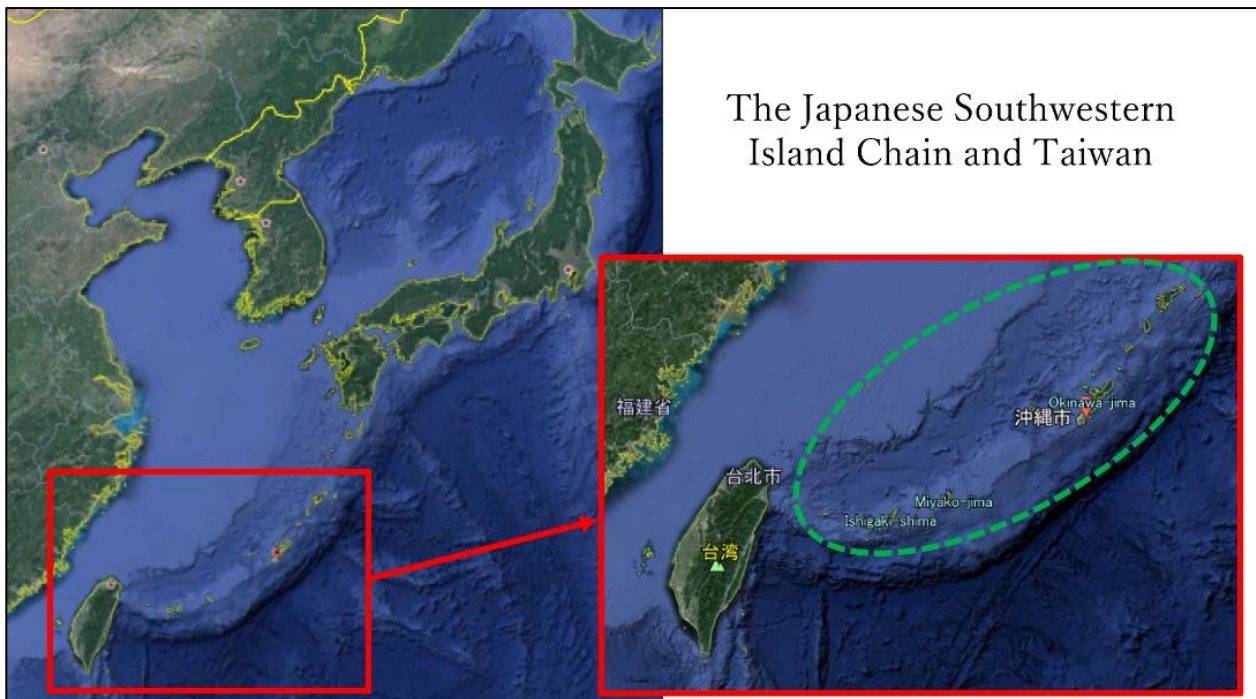 The Japanese Southwestern
Island Chain and Taiwan
福建省
Okinawa-jima
沖縄市
台北市
Miyako-jima
Ishigaki-shima
台湾